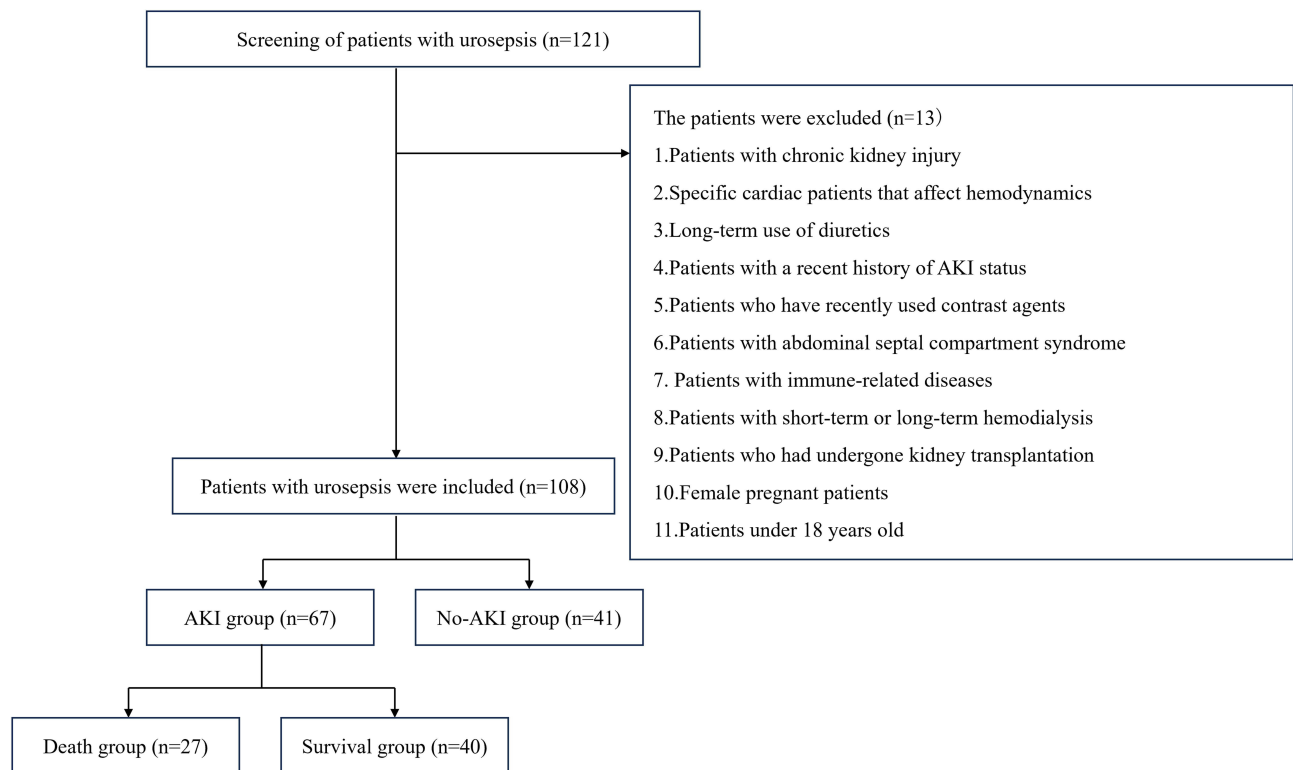 Screening of patients with urosepsis (n=121)
The patients were excluded (n=13）
1.Patients with chronic kidney injury
2.Specific cardiac patients that affect hemodynamics
3.Long-term use of diuretics
4.Patients with a recent history of AKI status
5.Patients who have recently used contrast agents
6.Patients with abdominal septal compartment syndrome
7. Patients with immune-related diseases
8.Patients with short-term or long-term hemodialysis
9.Patients who had undergone kidney transplantation
10.Female pregnant patients
11.Patients under 18 years old
Patients with urosepsis were included (n=108)
AKI group (n=67)
No-AKI group (n=41)
Death group (n=27)
Survival group (n=40)